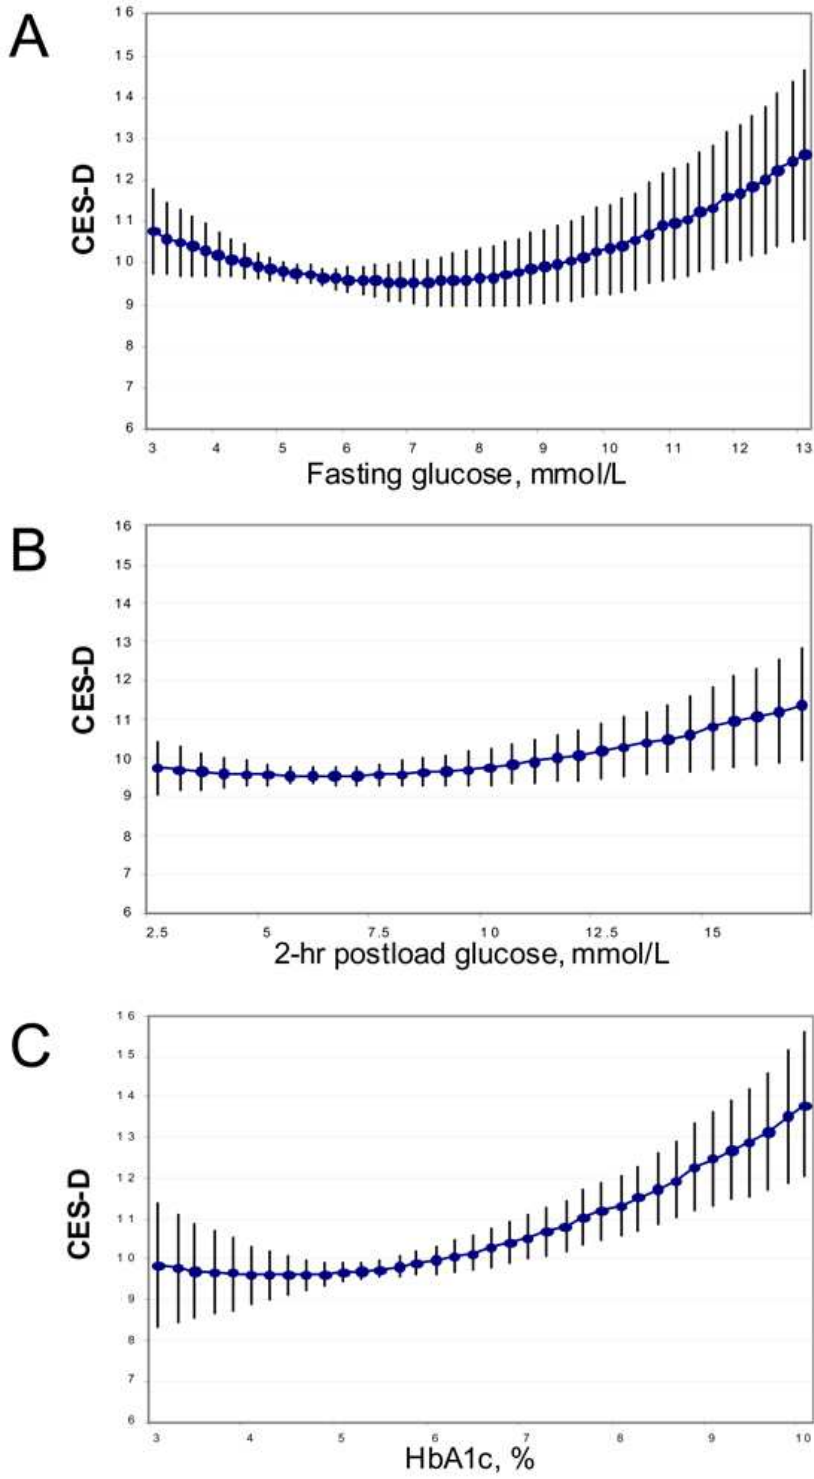 A
16
15
14
13
12
11
10
9
8
7
6
CES-D
3 4 5 6 7 8 9 10 11 12 13
Fasting glucose, mmol/L
B
16
15
14
13
12
11
10
9
8
7
6
CES-D
2.5 5 7.5 10 12.5 15
2-hr postload glucose, mmol/L
C
16
15
14
13
12
11
10
9
8
7
6
CES-D
3 4 5 6 7 8 9 10
HbA1c, %